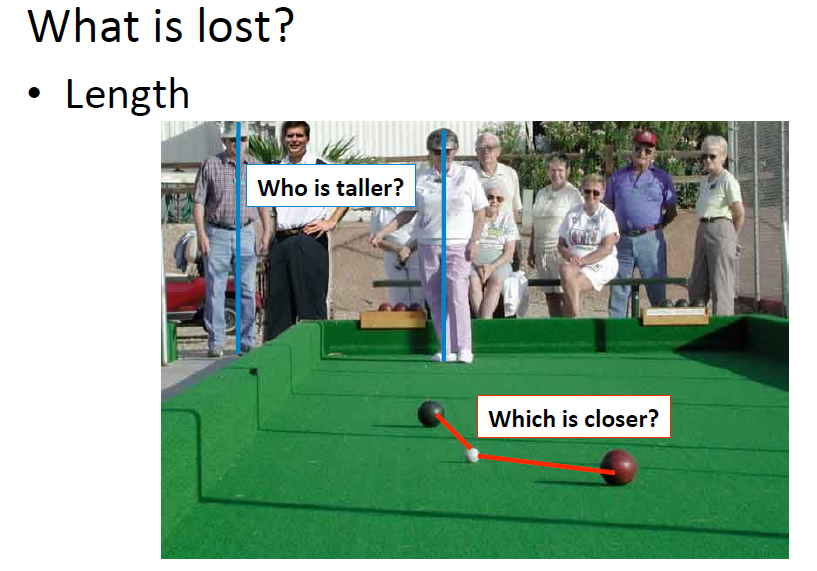 What is lost?
• Length
Who is taller?
Which is closer?